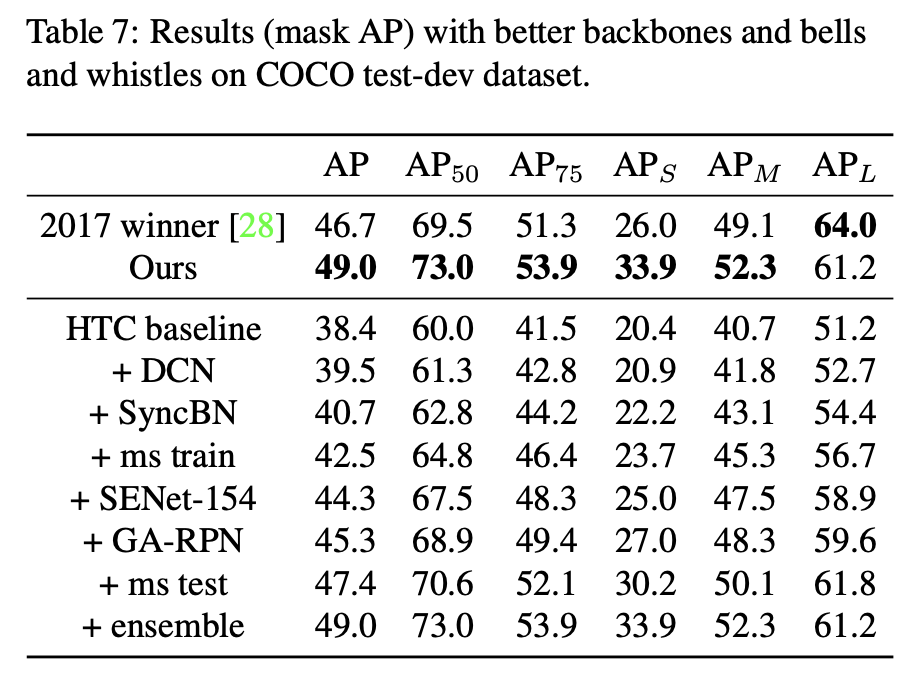 Table 7: Results (mask AP) with better backbones and bells
and whistles on COCO test-dev dataset.
AP AP50 AP75 APS APM APL
2017 winner [28] 46.7 69.5 51.3 26.0 49.1 64.0
Ours 49.0 73.0 53.9 33.9 52.3 61.2
HTC baseline 38.4 60.0 41.5 20.4 40.7 51.2
+ DCN 39.5 61.3 42.8 20.9 41.8 52.7
+ SyncBN 40.7 62.8 44.2 22.2 43.1 54.4
+ ms train 42.5 64.8 46.4 23.7 45.3 56.7
+ SENet-154 44.3 67.5 48.3 25.0 47.5 58.9
+ GA-RPN 45.3 68.9 49.4 27.0 48.3 59.6
+ ms test 47.4 70.6 52.1 30.2 50.1 61.8
+ ensemble 49.0 73.0 53.9 33.9 52.3 61.2